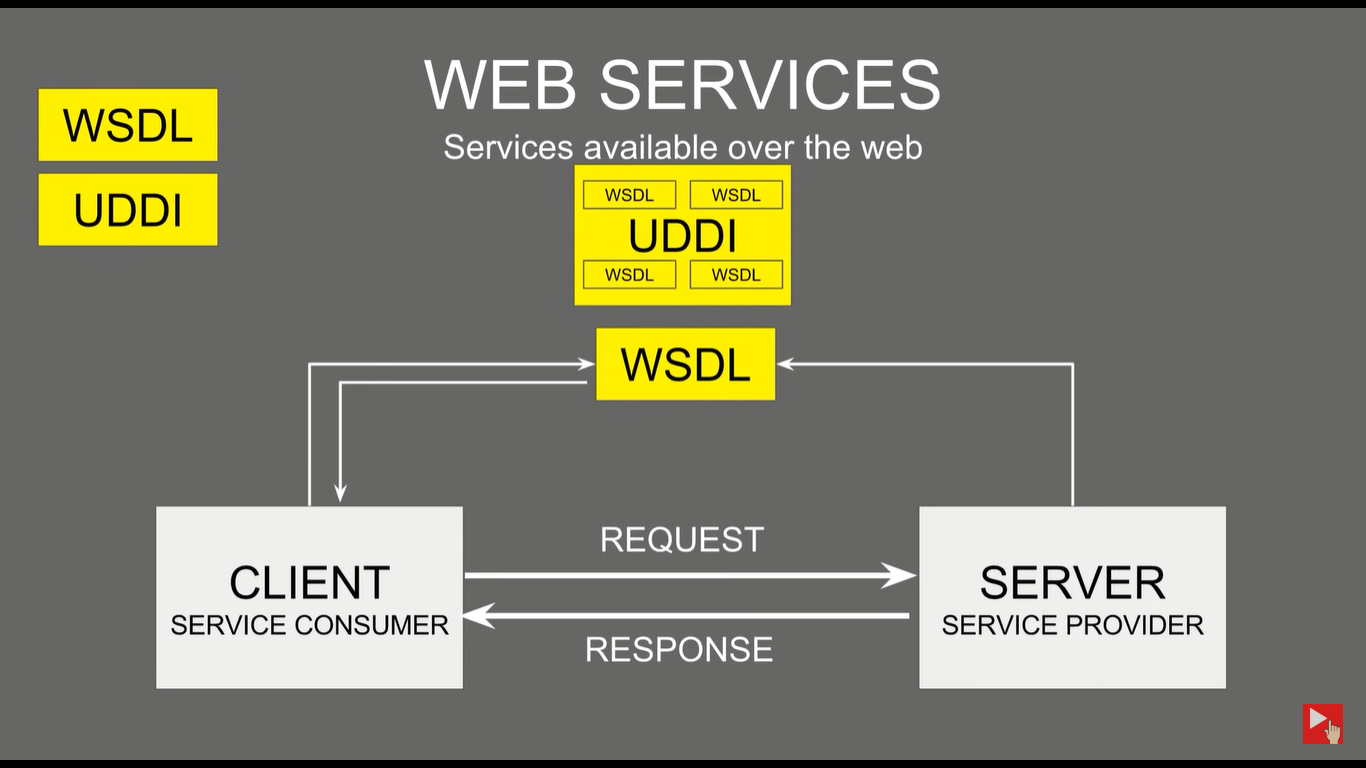 WEB SERVICES
Services available over the web
WSDL
UDDI
WSDL WSDL
UDDI
WSDL WSDL
WSDL
REQUEST
CLIENT
SERVICE CONSUMER
SERVER
SERVICE PROVIDER
RESPONSE